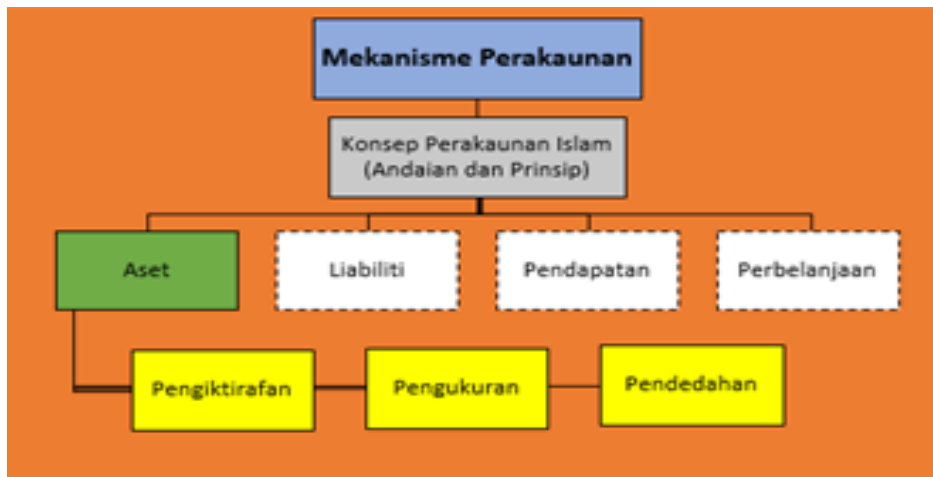 Mekanisme Perakaunan
Konsep Perakaunan Islam
(Andaian dan Prinsip)
Aset
Liabiliti
Pendapatan
Perbelanjaan
Pengiktirafan
Pengukuran
Pendedahan